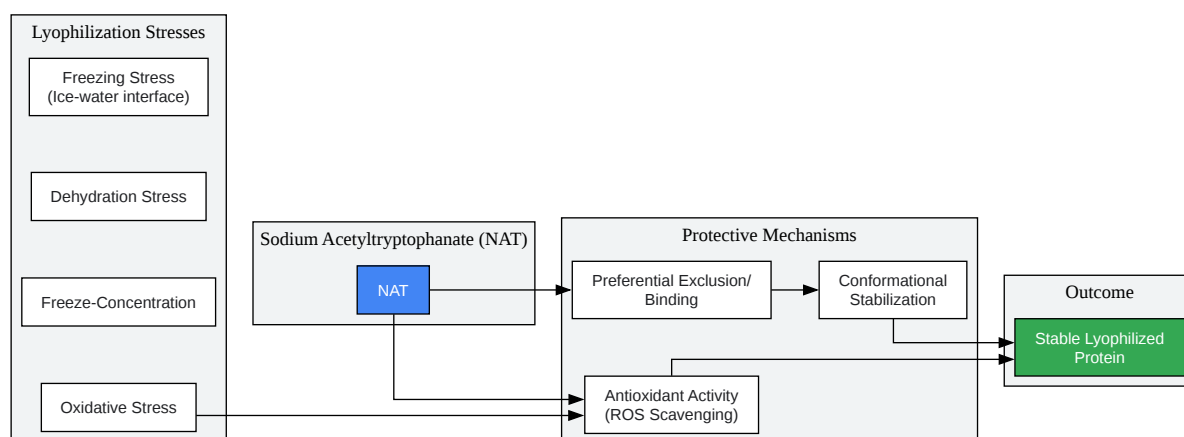 Lyophilization Stresses
Freezing Stress
(Ice-water interface)
Dehydration Stress
Freeze-Concentration
Oxidative Stress
Sodium Acetyltryptophanate (NAT)
NAT
Protective Mechanisms
Preferential Exclusion/
Binding
Conformational
Stabilization
Antioxidant Activity
(ROS Scavenging)
Outcome
Stable Lyophilized
Protein